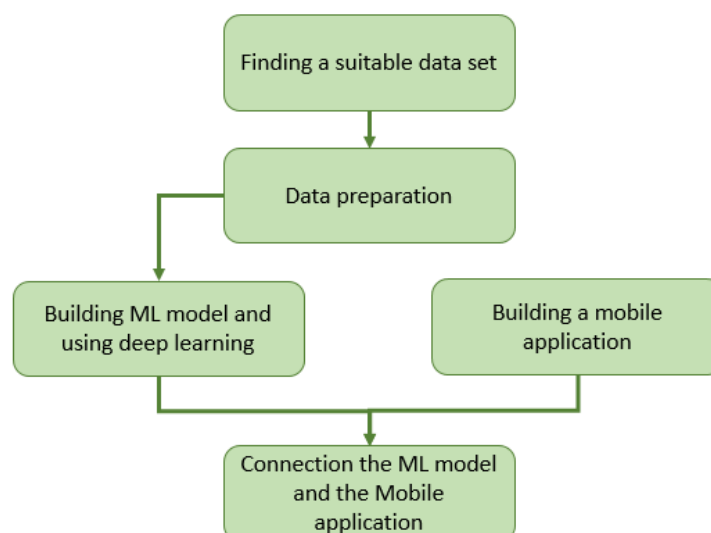 Finding a suitable data set
Data preparation
Building ML model and
using deep learning
Building a mobile
application
Connection the ML model
and the Mobile
application